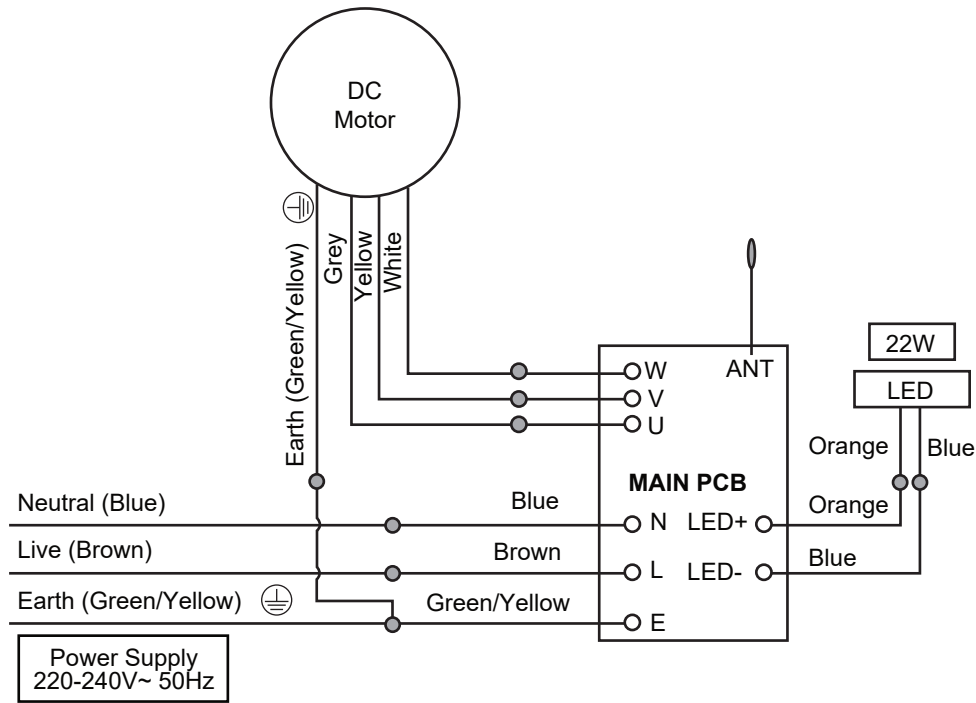 DC
Motor
Earth (Green/Yellow)
Grey
Yellow
White
W
V
U
ANT
22W
LED
Orange
Blue
MAIN PCB
Neutral (Blue)
Blue
N
LED+
Orange
Live (Brown)
Brown
L
LED-
Blue
Earth (Green/Yellow)
Green/Yellow
E
Power Supply
220-240V~ 50Hz